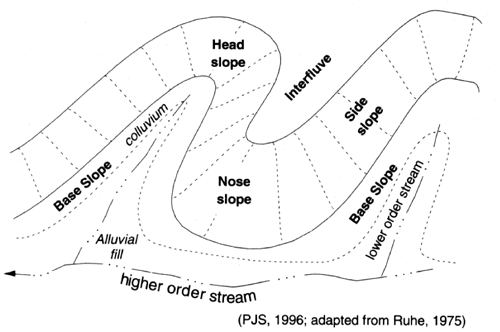 Head
slope
Interfluve
Side
slope
colluvium
Base Slope
Nose
slope
Base Slope
lower order stream
Alluvial
fill
higher order stream
(PJS, 1996; adapted from Ruhe, 1975)